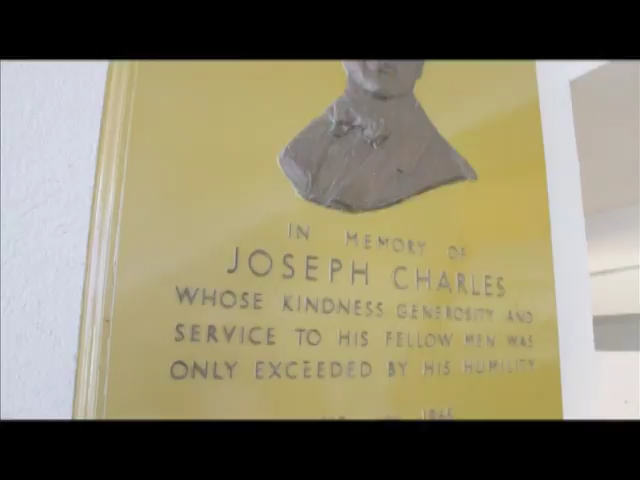 IN MEMORY OF
JOSEPH CHARLES
WHOSE KINDNESS GENEROSITY AND
SERVICE TO HIS FELLOW MEN WAS
ONLY EXCEEDED BY HIS HUMILITY